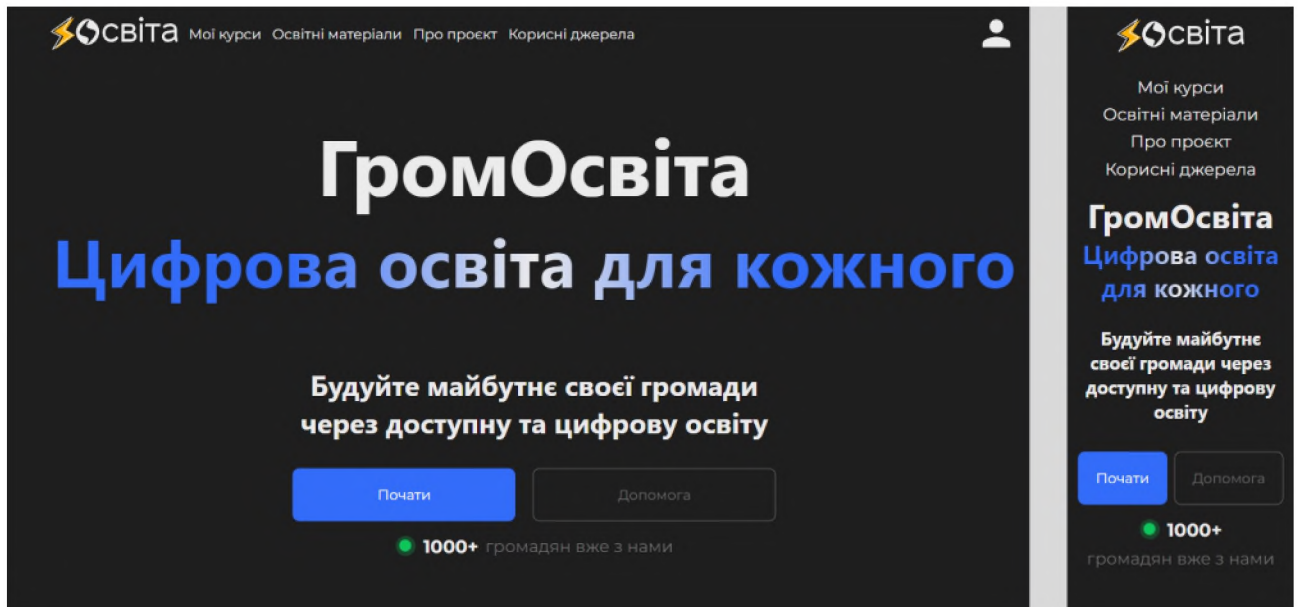 Освіта Мої курси Освітні матеріали Про проєкт Корисні джерела
ГромОсвіта
Цифрова освіта для кожного
Будуйте майбутнє своєї громади
через доступну та цифрову освіту
Почати Допомога
1000+ громадян вже з нами
Освіта
Мої курси
Освітні матеріали
Про проєкт
Корисні джерела
ГромОсвіта
Цифрова освіта
для кожного
Будуйте майбутнє
своєї громади через
доступну та цифрову
освіту
Почати Допомога
1000+
громадян вже з нами